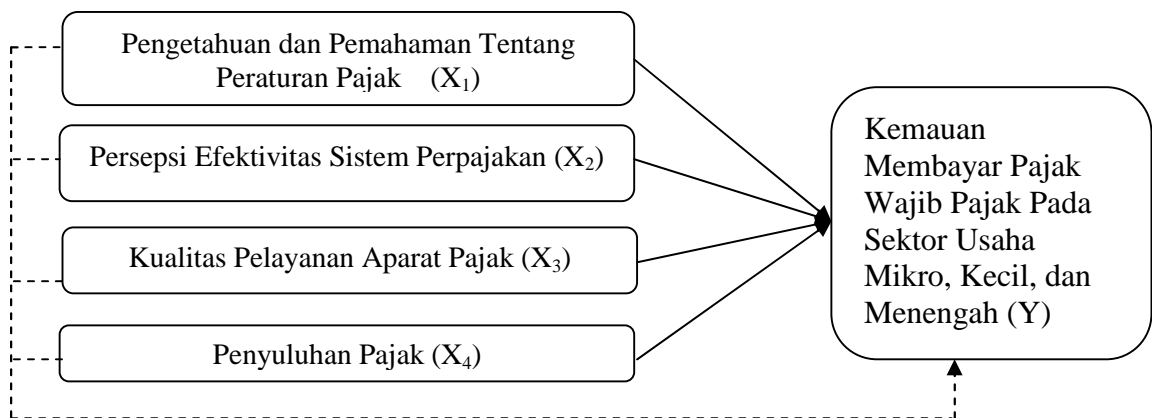 Pengetahuan dan Pemahaman Tentang
Peraturan Pajak (X₁)
Persepsi Efektivitas Sistem Perpajakan (X₂)
Kualitas Pelayanan Aparat Pajak (X₃)
Penyuluhan Pajak (X₄)
Kemauan
Membayar Pajak
Wajib Pajak Pada
Sektor Usaha
Mikro, Kecil, dan
Menengah (Y)